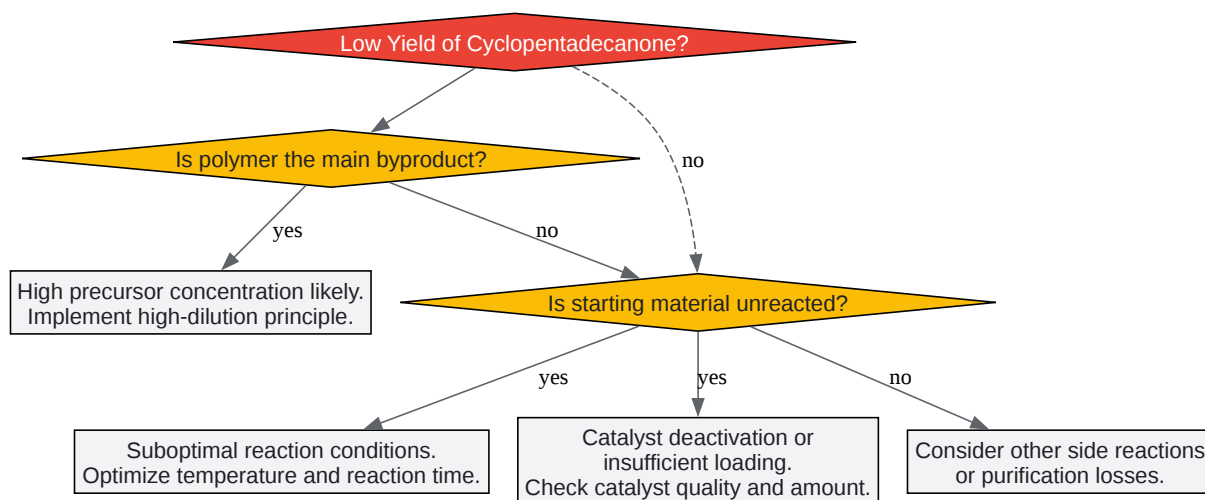 Low Yield of Cyclopentadecanone?
Is polymer the main byproduct?
no
yes
no
High precursor concentration likely.
Implement high-dilution principle.
Is starting material unreacted?
yes
yes
no
Suboptimal reaction conditions.
Optimize temperature and reaction time.
Catalyst deactivation or
insufficient loading.
Check catalyst quality and amount.
Consider other side reactions
or purification losses.